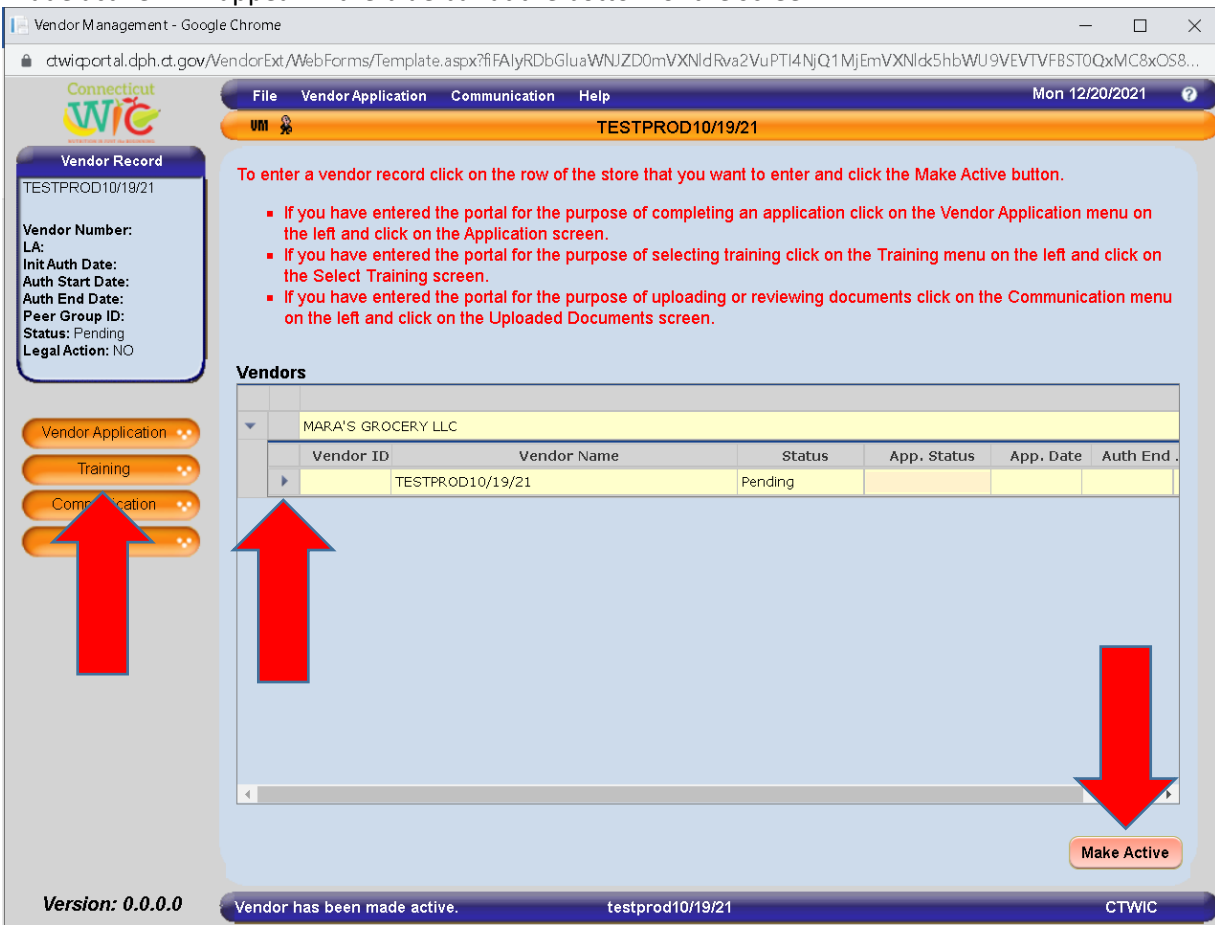 Vendor Management - Google Chrome
Connecticut
WIC
File Vendor Application Communication Help Mon 12/20/2021 ?
VM TESTPROD10/19/21
Vendor Record
TESTPROD10/19/21
Vendor Number:
LA:
Init Auth Date:
Auth Start Date:
Auth End Date:
Peer Group ID:
Status: Pending
Legal Action: NO
To enter a vendor record click on the row of the store that you want to enter and click the Make Active button.
▪ If you have entered the portal for the purpose of completing an application click on the Vendor Application menu on
the left and click on the Application screen.
▪ If you have entered the portal for the purpose of selecting training click on the Training menu on the left and click on
the Select Training screen.
▪ If you have entered the portal for the purpose of uploading or reviewing documents click on the Communication menu
on the left and click on the Uploaded Documents screen.
Vendors
MARA'S GROCERY LLC
Vendor ID Vendor Name Status App. Status App. Date Auth End .
TESTPROD10/19/21 Pending
Vendor Application
Training
Make Active
Version: 0.0.0.0
Vendor has been made active. testprod10/19/21 CTWIC